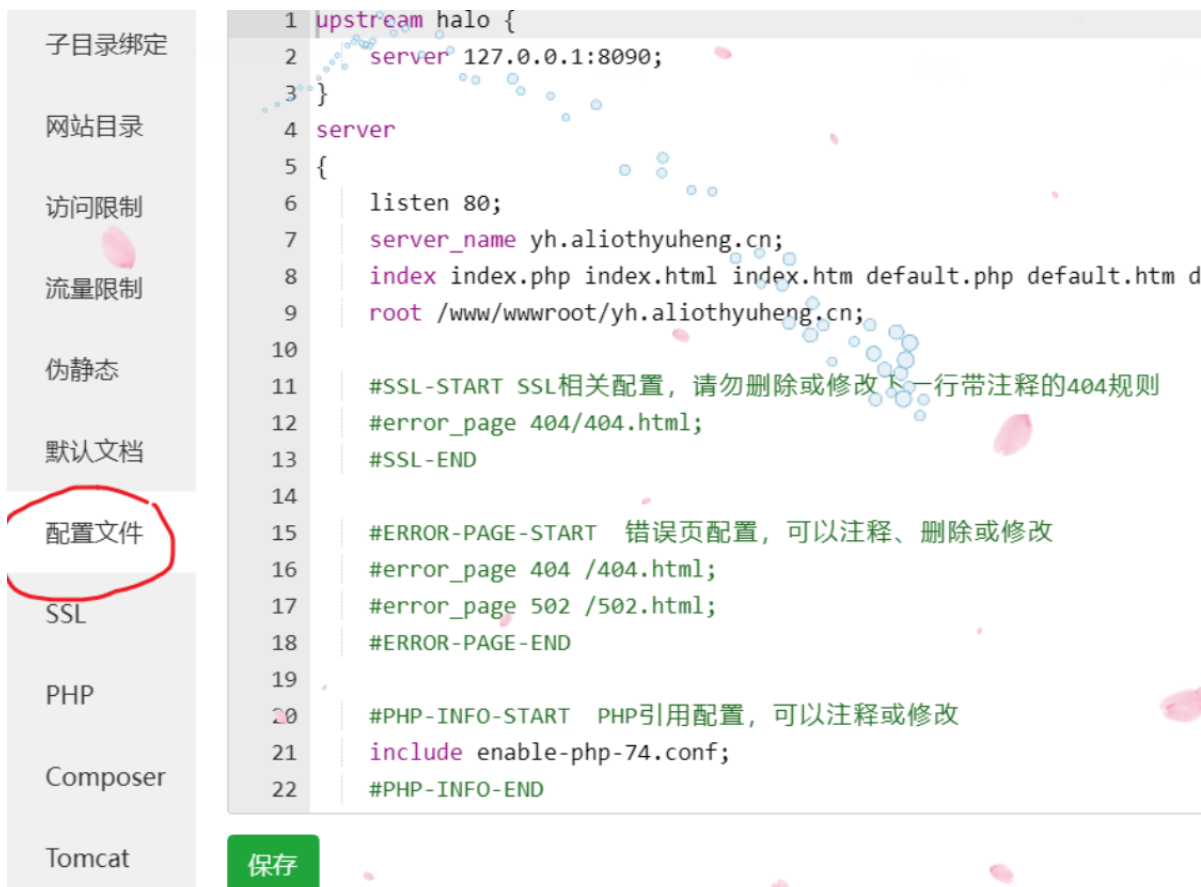 子目录绑定
网站目录
访问限制
流量限制
伪静态
默认文档
配置文件
SSL
PHP
Composer
Tomcat
1 upstream halo {
2     server 127.0.0.1:8090;
3 }
4 server
5 {
6     listen 80;
7     server_name yh.aliothyuheng.cn;
8     index index.php index.html index.htm default.php default.htm d
9     root /www/wwwroot/yh.aliothyuheng.cn;
10
11     #SSL-START SSL相关配置，请勿删除或修改下一行带注释的404规则
12     #error_page 404/404.html;
13     #SSL-END
14
15     #ERROR-PAGE-START  错误页配置，可以注释、删除或修改
16     #error_page 404 /404.html;
17     #error_page 502 /502.html;
18     #ERROR-PAGE-END
19
20     #PHP-INFO-START  PHP引用配置，可以注释或修改
21     include enable-php-74.conf;
22     #PHP-INFO-END
保存